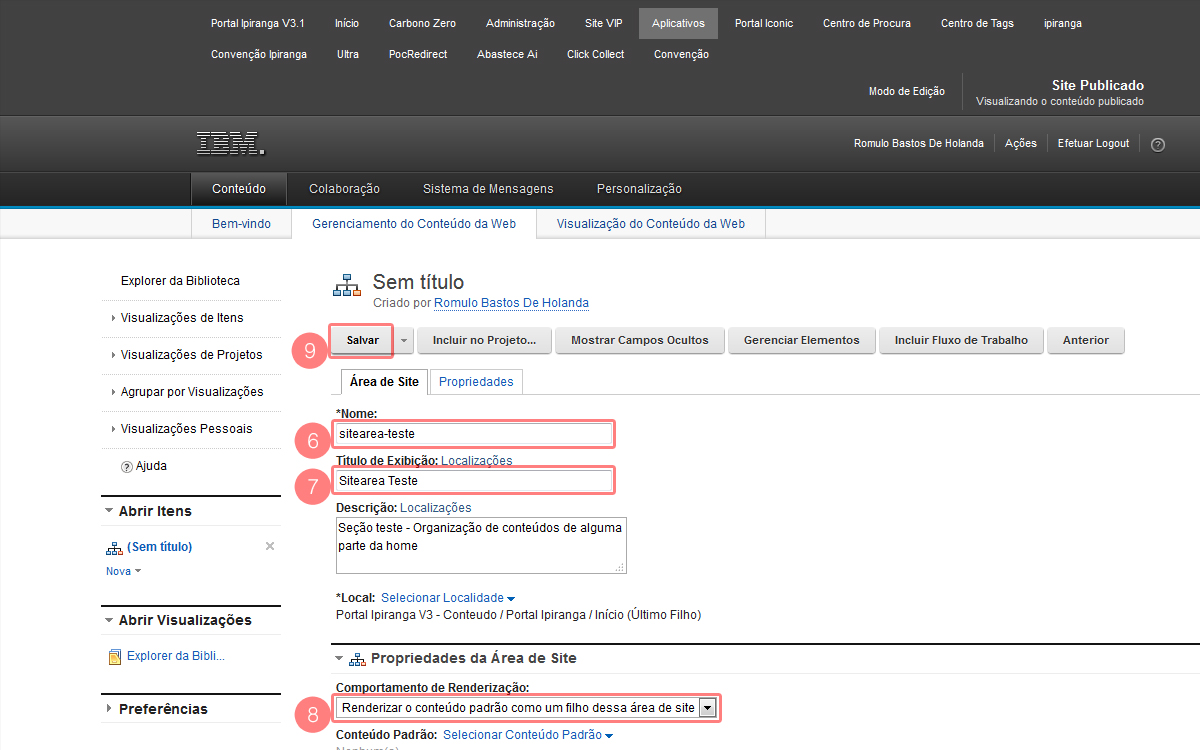 Portal Ipiranga V3.1 Início Carbono Zero Administração Site VIP Aplicativos Portal Iconic Centro de Procura Centro de Tags ipiranga
Convenção Ipiranga Ultra PocRedirect Abastece Ai Click Collect Convenção
Site Publicado
Modo de Edição
Visualizando o conteúdo publicado
IBM.
Romulo Bastos De Holanda Ações Efetuar Logout ?
Conteúdo Colaboração Sistema de Mensagens Personalização
Bem-vindo Gerenciamento do Conteúdo da Web Visualização do Conteúdo da Web
Explorer da Biblioteca
Visualizações de Itens
Visualizações de Projetos
Agrupar por Visualizações
Visualizações Pessoais
? Ajuda
Abrir Itens
(Sem título)
Nova
Abrir Visualizações
Explorer da Bibli...
Preferências
Sem título
Criado por Romulo Bastos De Holanda
9 Salvar Incluir no Projeto... Mostrar Campos Ocultos Gerenciar Elementos Incluir Fluxo de Trabalho Anterior
Área de Site Propriedades
*Nome:
6 sitearea-teste
Título de Exibição: Localizações
7 Sitearea Teste
Descrição: Localizações
Seção teste - Organização de conteúdos de alguma
parte da home
*Local: Selecionar Localidade
Portal Ipiranga V3 - Conteudo / Portal Ipiranga / Início (Último Filho)
Propriedades da Área de Site
Comportamento de Renderização:
8 Renderizar o conteúdo padrão como um filho dessa área de site
Conteúdo Padrão: Selecionar Conteúdo Padrão